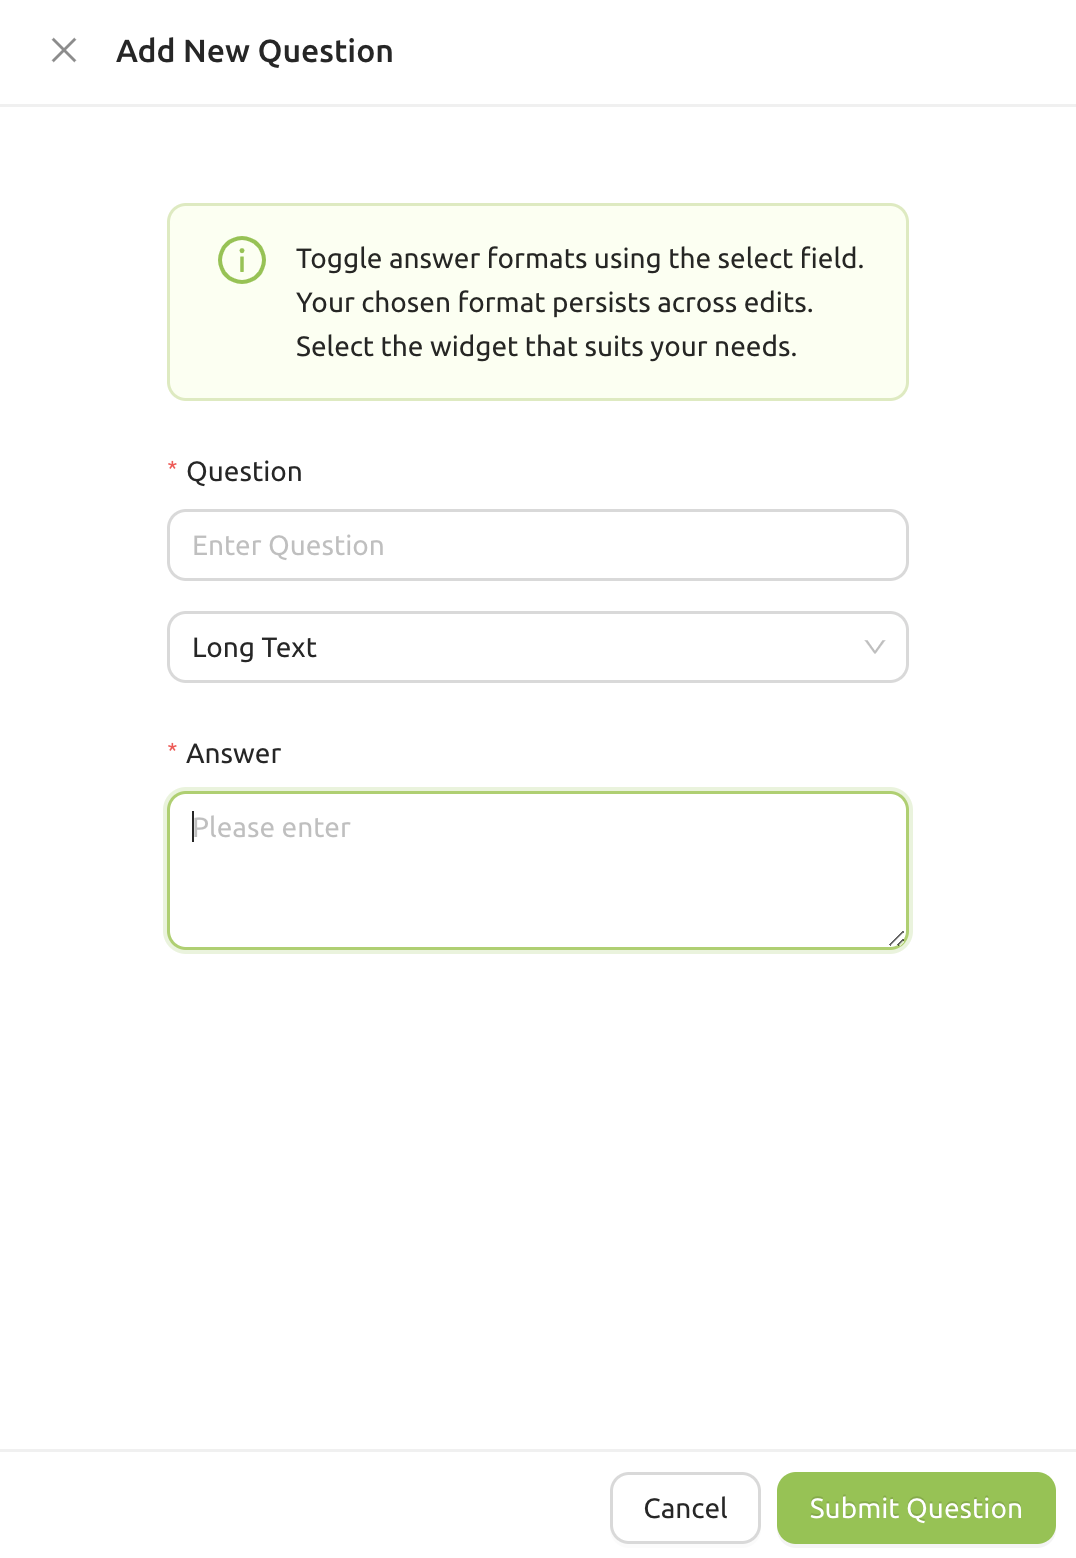 Add New Question
Toggle answer formats using the select field.
Your chosen format persists across edits.
Select the widget that suits your needs.
* Question
Enter Question
Long Text
* Answer
Please enter
Cancel
Submit Question